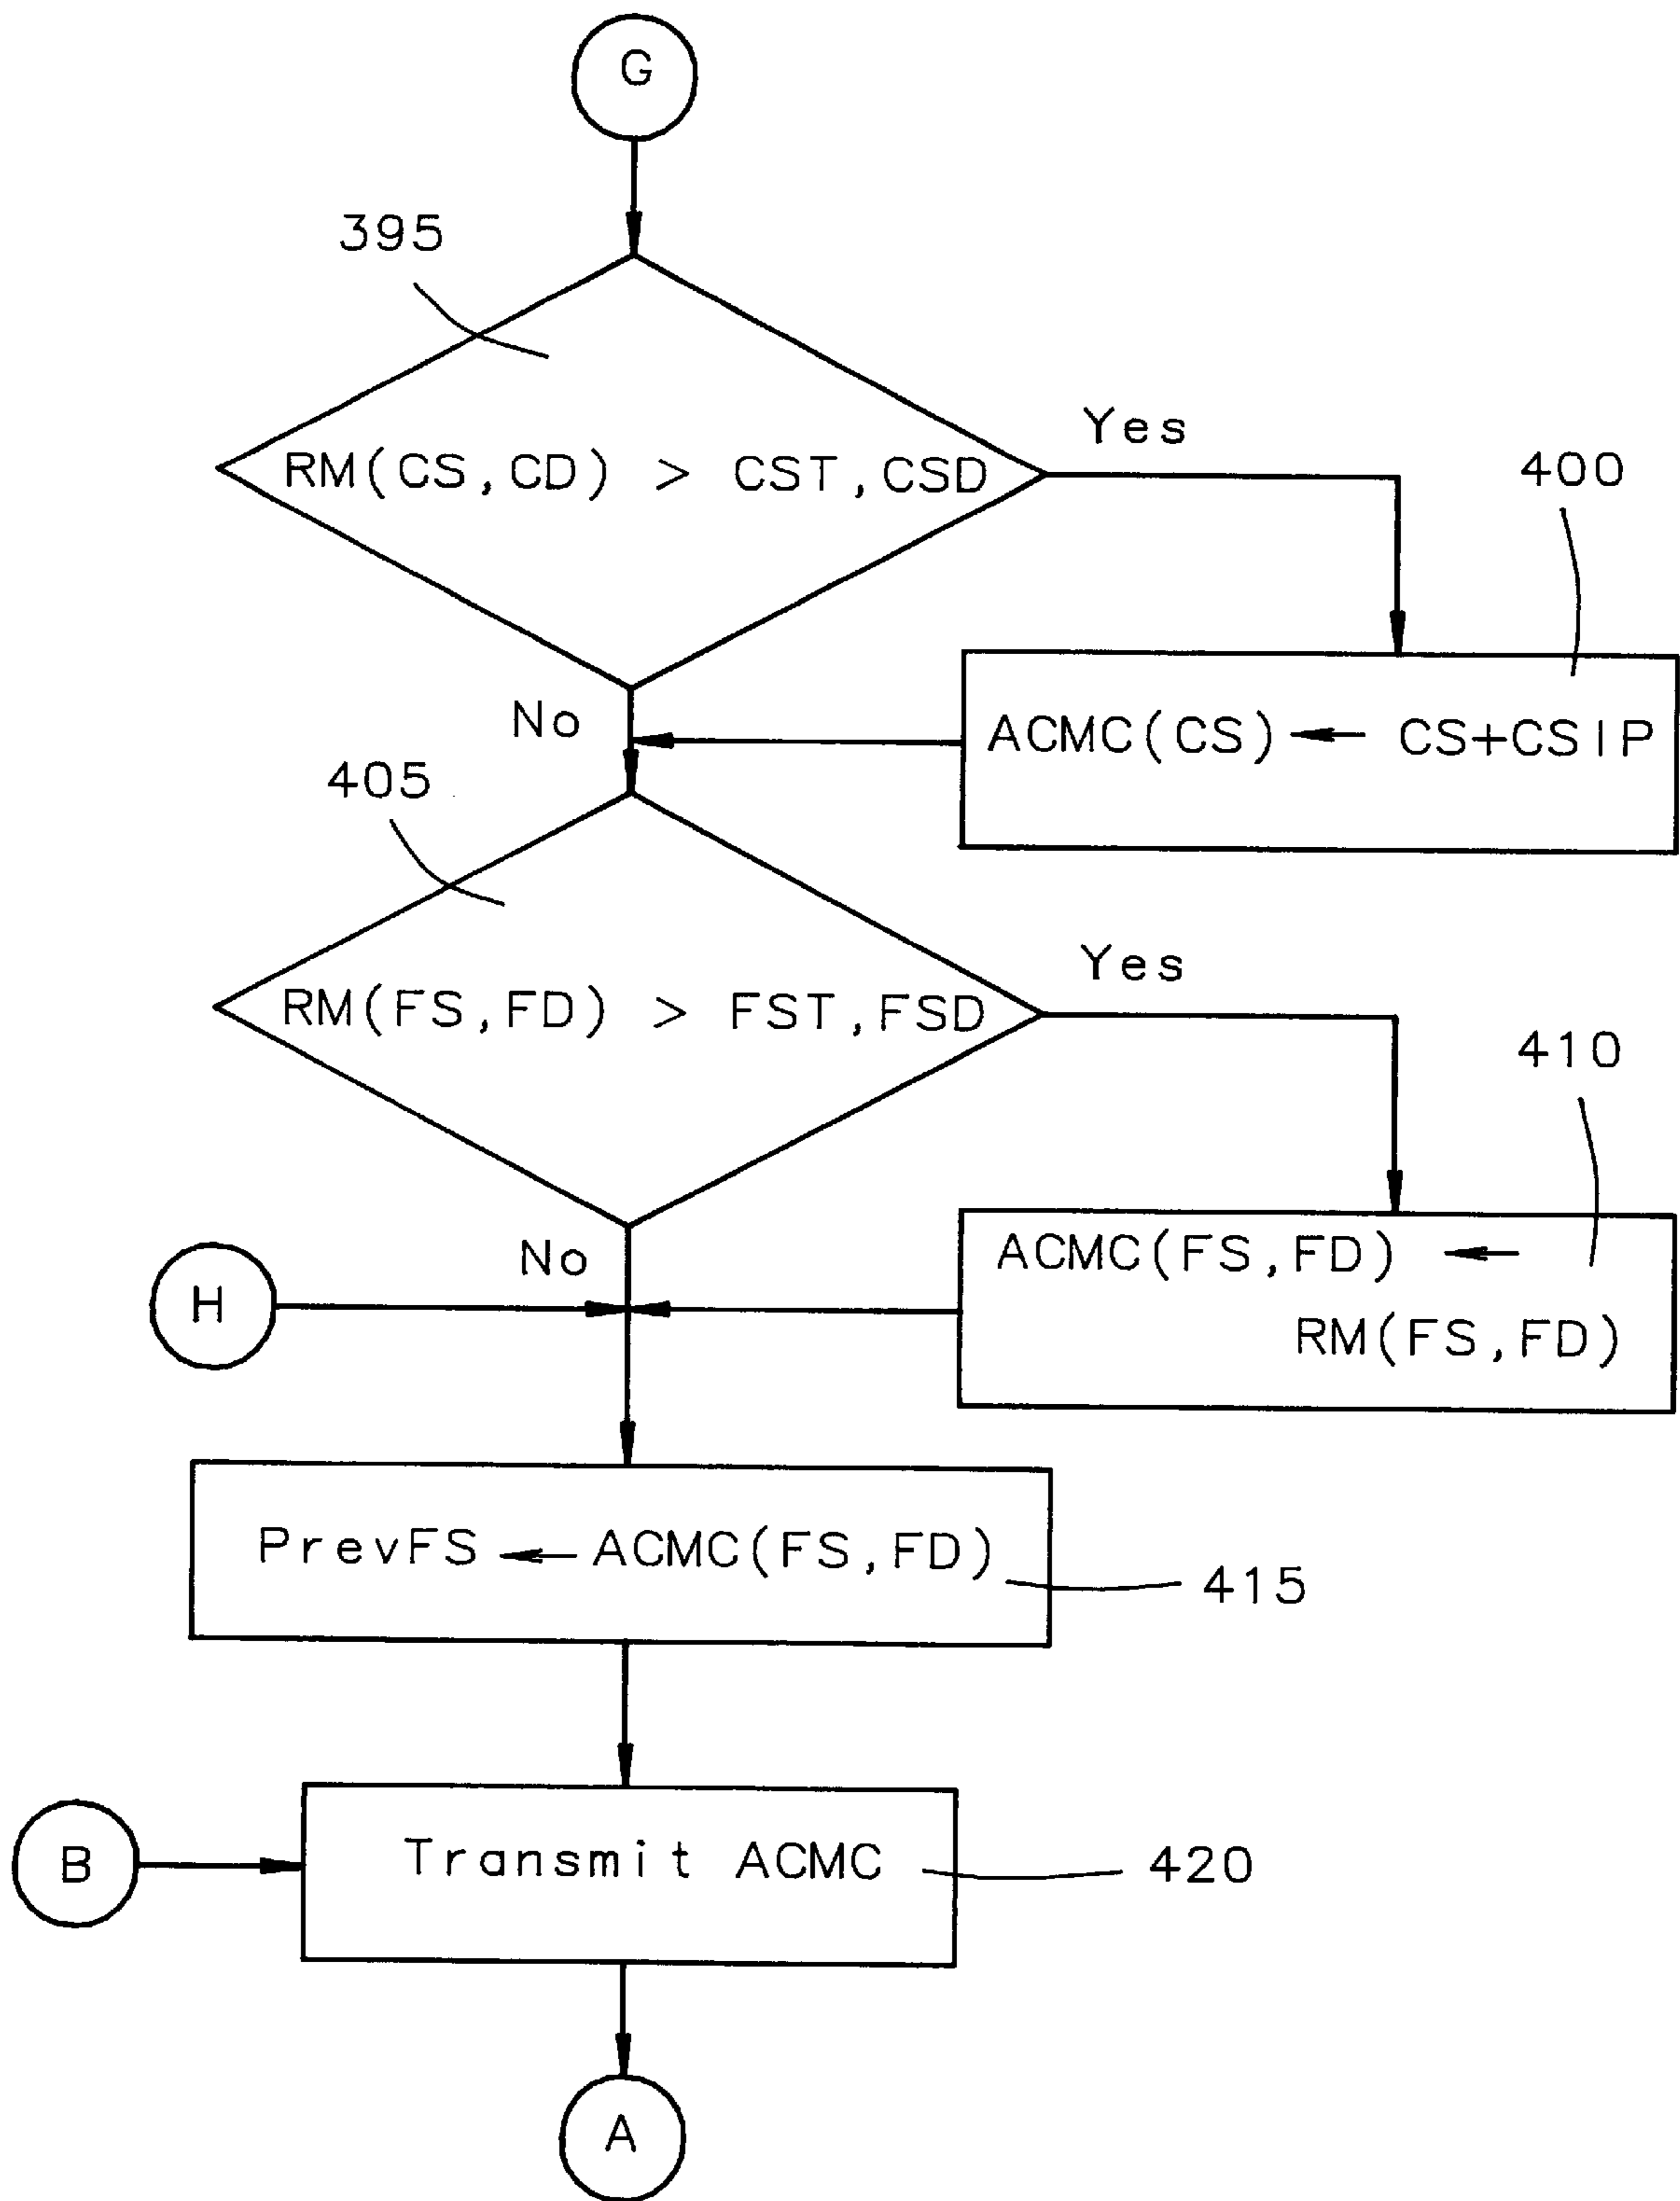 G
395
RM(CS,CD) > CST,CSD
Yes
400
No
ACMC(CS) ← CS+CSIP
405
RM(FS,FD) > FST,FSD
Yes
410
No
ACMC(FS,FD) ←
RM(FS,FD)
H
PrevFS ← ACMC(FS,FD)
415
B
Transmit ACMC
420
A